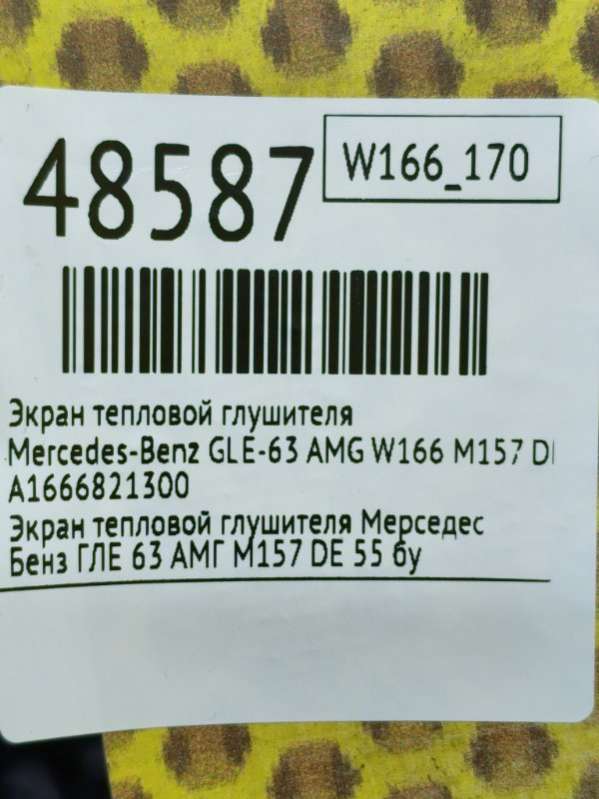 48587
W166_170
Экран тепловой глушителя
Mercedes-Benz GLE-63 AMG W166 M157
A1666821300
Экран тепловой глушителя Мерседес
Бенз ГЛЕ 63 АМГ М157 DE 55 бу